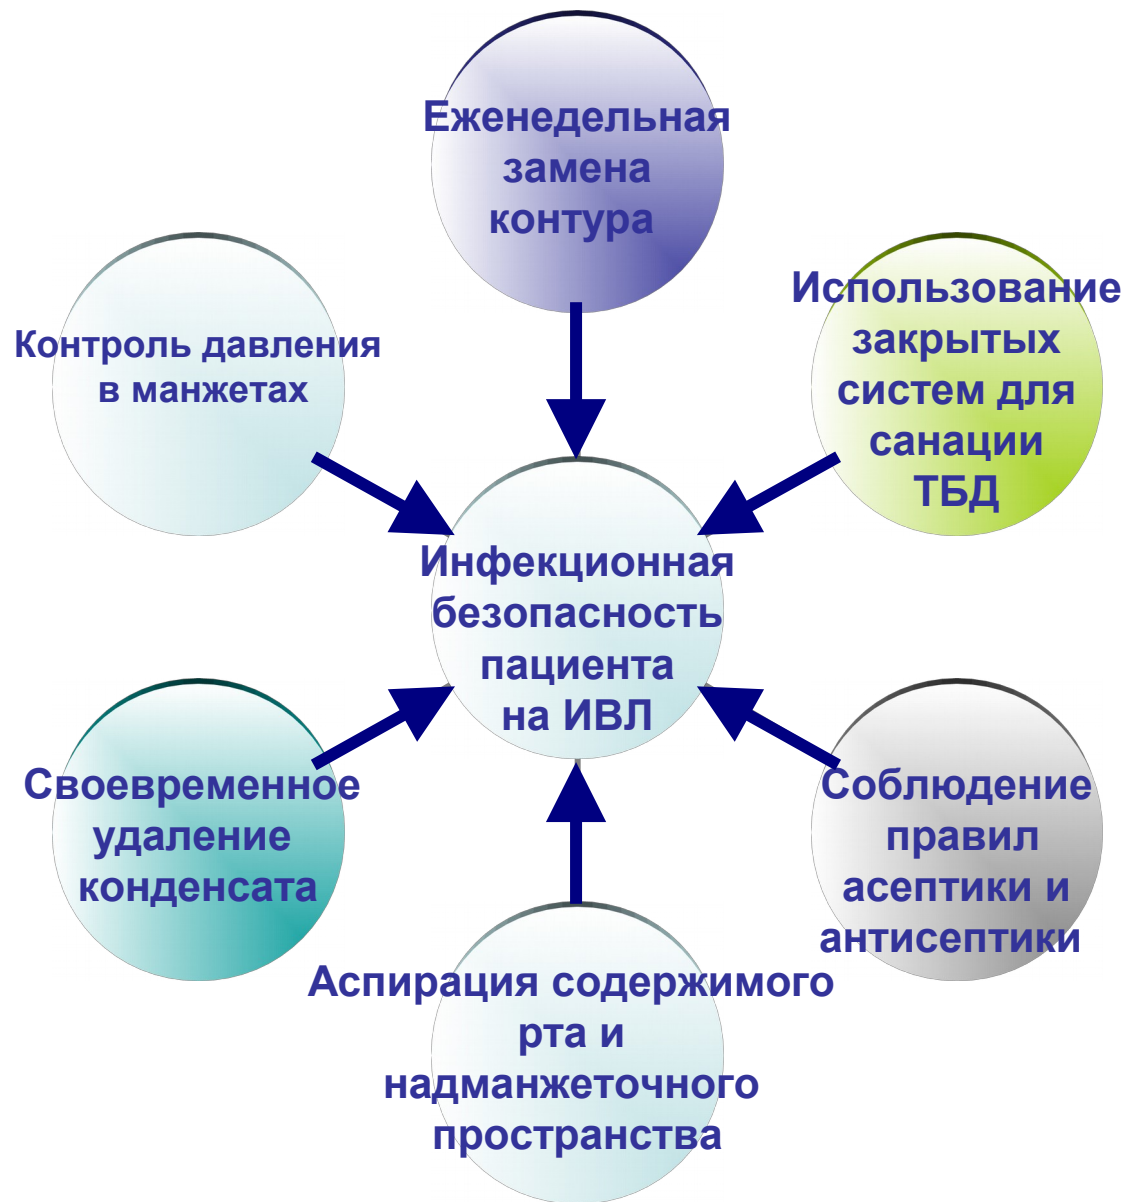 Еженедельная
замена
контура
Использование
закрытых
систем для
санации
ТБД
Контроль давления
в манжетах
Инфекционная
безопасность
пациента
на ИВЛ
Своевременное
удаление
конденсата
Соблюдение
правил
асептики и
антисептики
Аспирация содержимого
рта и
надманжеточного
пространства